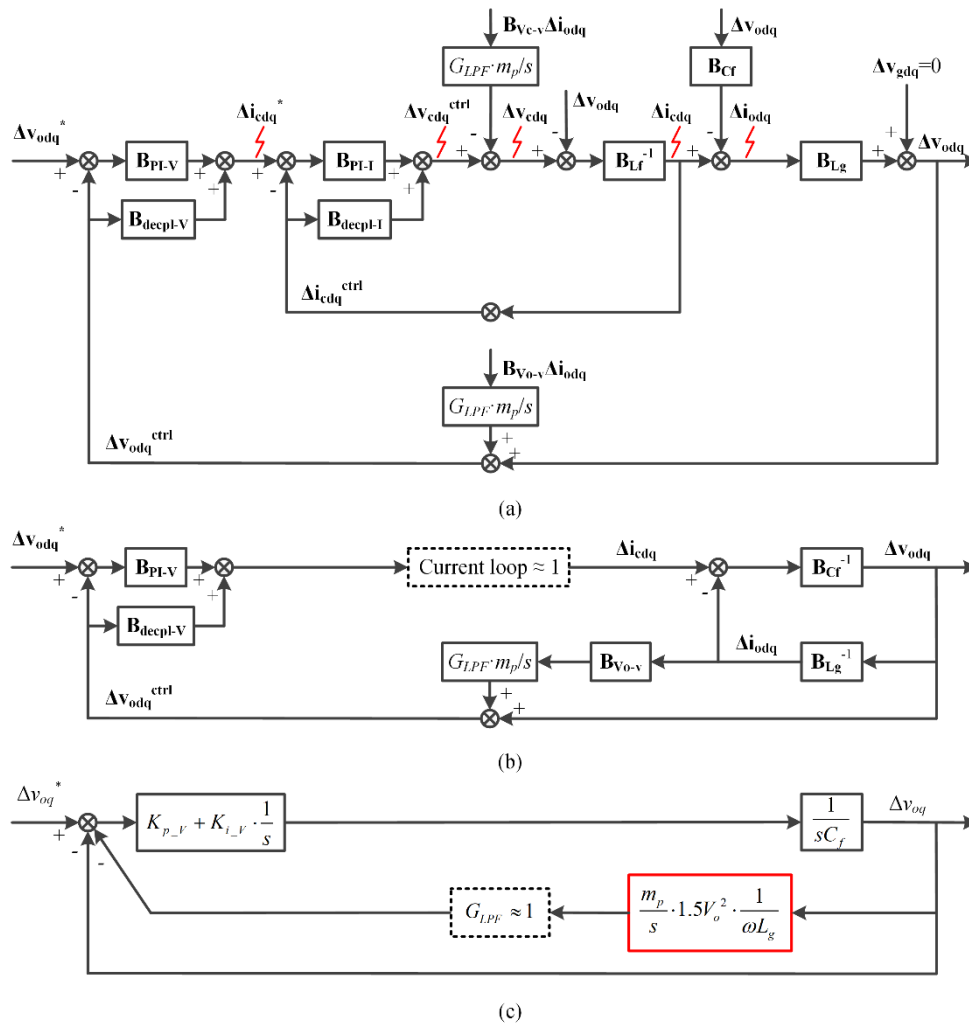 B_Vc-vΔi_odq
Δv_odq
G_LPF·m_p/s
B_Cf
Δv_gdq=0
Δv_odq*
Δi_cdq*
Δv_cdq^ctrl
Δv_cdq
Δv_odq
Δi_cdq
Δi_odq
Δv_odq
- - - +
+ B_PI-V + + B_PI-I + + + B_Lf^-1 + B_Lg +
- + - +
B_decpl-V
B_decpl-I
Δi_cdq^ctrl
B_Vo-vΔi_odq
G_LPF·m_p/s
Δv_odq^ctrl
+
+
(a)
Δv_odq*
Δi_cdq
Δv_odq
+ B_PI-V + Current loop ≈ 1 + B_Cf^-1
- + -
B_decpl-V
Δi_odq
G_LPF·m_p/s
B_Vo-v
B_Lg^-1
Δv_odq^ctrl
+
+
(b)
Δv_oq*
K_p_V + K_i_V · 1/s
1/sC_f
Δv_oq
+
- -
G_LPF ≈ 1
m_p/s · 1.5V_o^2 · 1/ωL_g
(c)